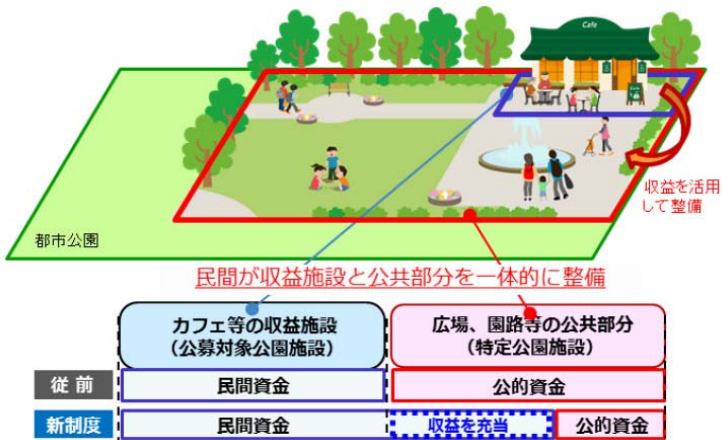 Cafe
収益を活用
して整備
都市公園
民間が収益施設と公共部分を一体的に整備
カフェ等の収益施設
(公募対象公園施設)
広場、園路等の公共部分
(特定公園施設)
従前
民間資金
公的資金
新制度
民間資金
収益を充当
公的資金